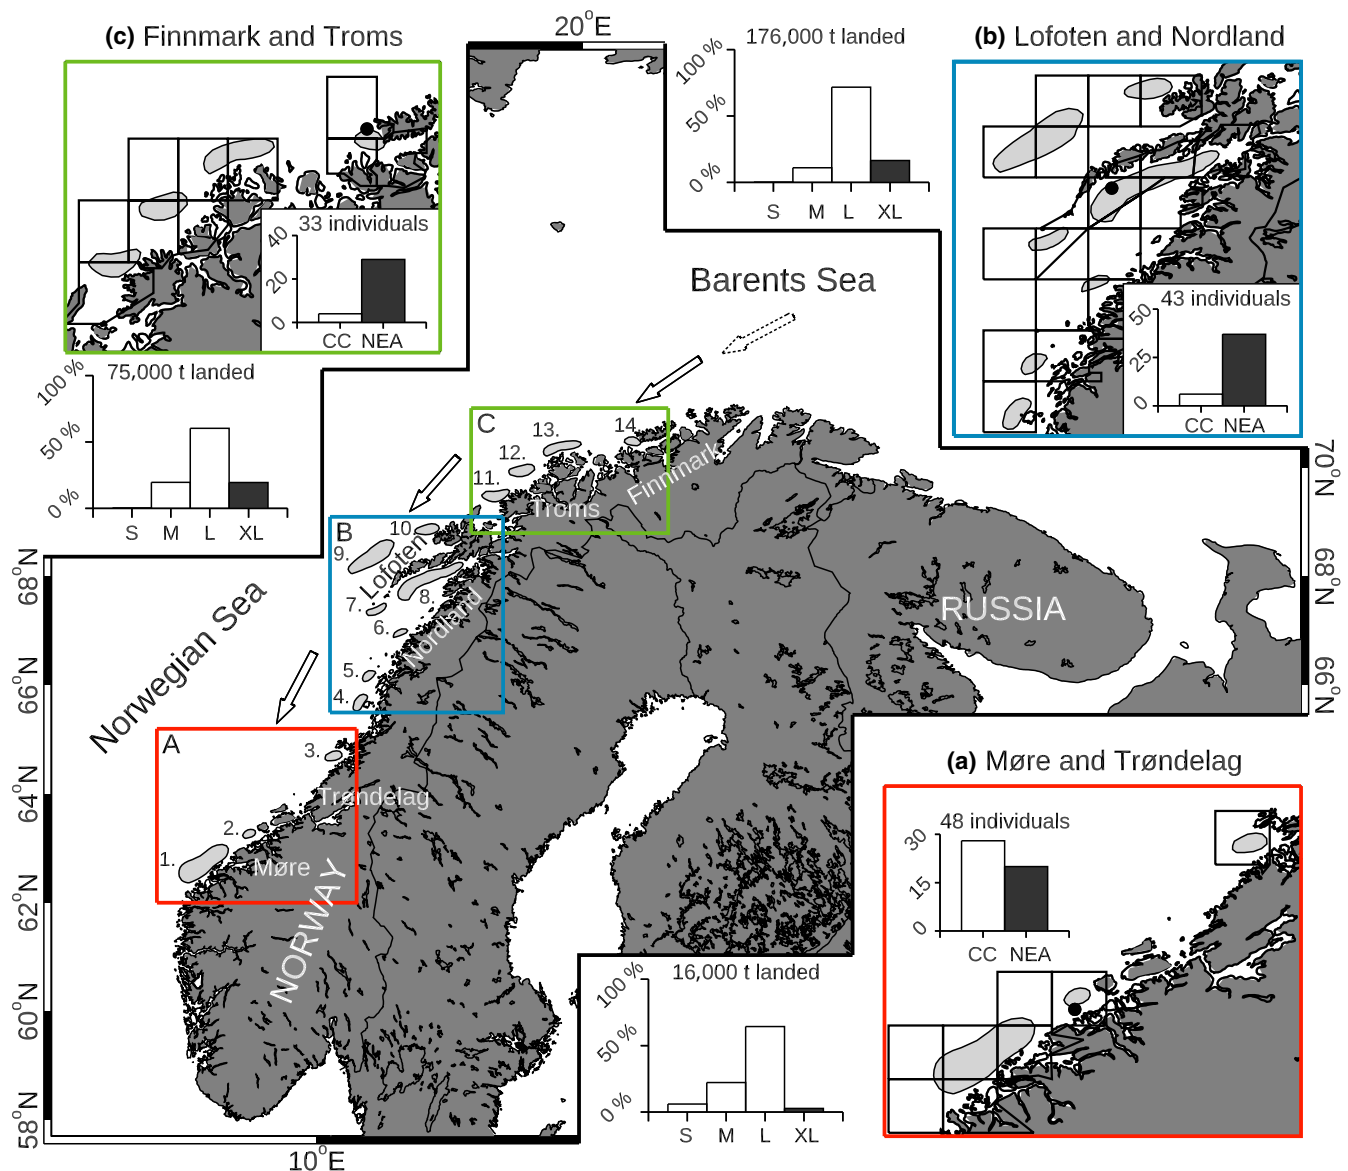 (c) Finnmark and Troms
20°E
176,000 t landed
100 %
50 %
0 %
S M L XL
(b) Lofoten and Nordland
33 individuals
40
20
0
CC NEA
43 individuals
50
25
0
CC NEA
Barents Sea
75,000 t landed
100 %
50 %
0 %
S M L XL
C
11.
12.
13.
14.
Troms
Finnmark
B
10.
9.
Lofoten
8.
7.
6.
5.
4.
Nordland
RUSSIA
Norwegian Sea
A
3.
2.
1.
Trøndelag
Møre
NORWAY
(a) Møre and Trøndelag
48 individuals
30
15
0
CC NEA
16,000 t landed
100 %
50 %
0 %
S M L XL
68°N
66°N
64°N
62°N
60°N
58°N
70°N
68°N
66°N
10°E